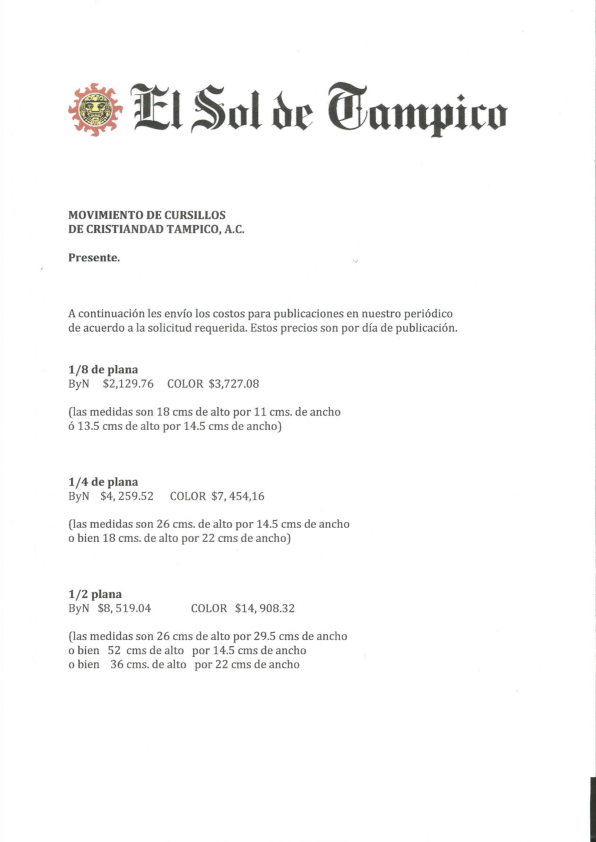 El Sol de Tampico
MOVIMIENTO DE CURSILLOS
DE CRISTIANDAD TAMPICO, A.C.
Presente.
A continuación les envío los costos para publicaciones en nuestro periódico
de acuerdo a la solicitud requerida. Estos precios son por día de publicación.
1/8 de plana
ByN $2,129.76 COLOR $3,727.08
(las medidas son 18 cms de alto por 11 cms. de ancho
ó 13.5 cms de alto por 14.5 cms de ancho)
1/4 de plana
ByN $4, 259.52 COLOR $7, 454,16
(las medidas son 26 cms. de alto por 14.5 cms de ancho
o bien 18 cms. de alto por 22 cms de ancho)
1/2 plana
ByN $8, 519.04 COLOR $14, 908.32
(las medidas son 26 cms de alto por 29.5 cms de ancho
o bien 52 cms de alto por 14.5 cms de ancho
o bien 36 cms. de alto por 22 cms de ancho